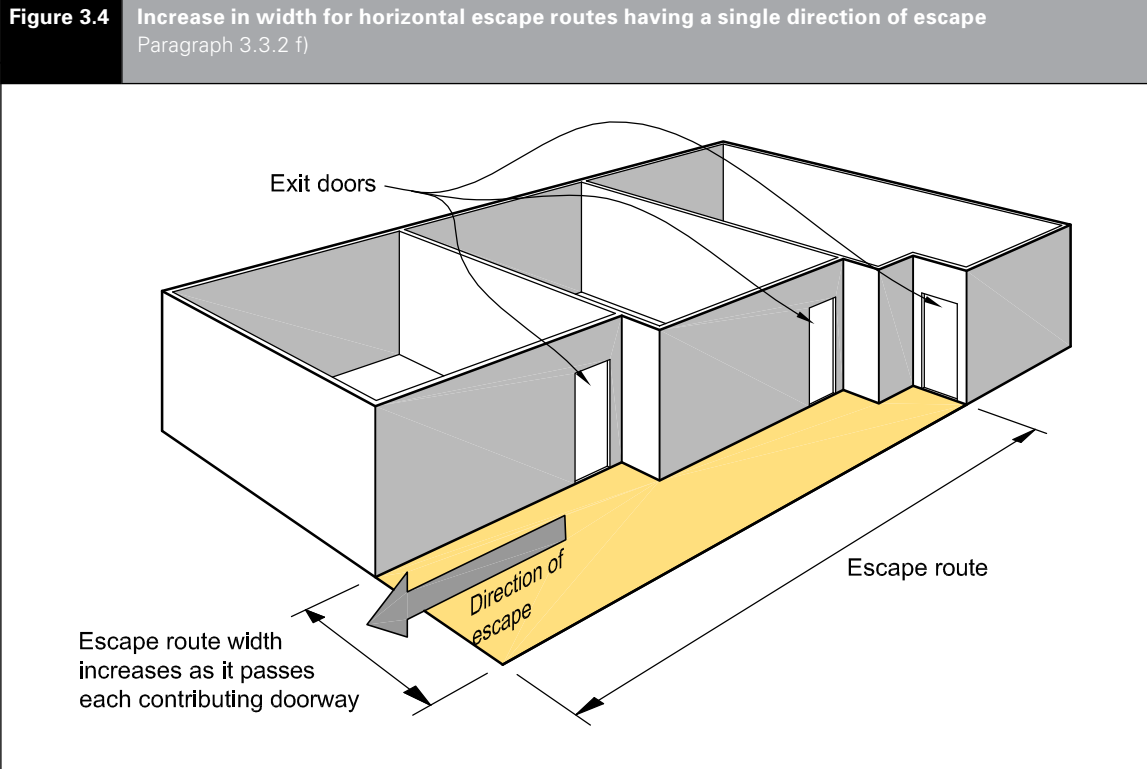 Figure 3.4
Increase in width for horizontal escape routes having a single direction of escape
Paragraph 3.3.2 f)
Exit doors
Direction of
escape
Escape route
Escape route width
increases as it passes
each contributing doorway